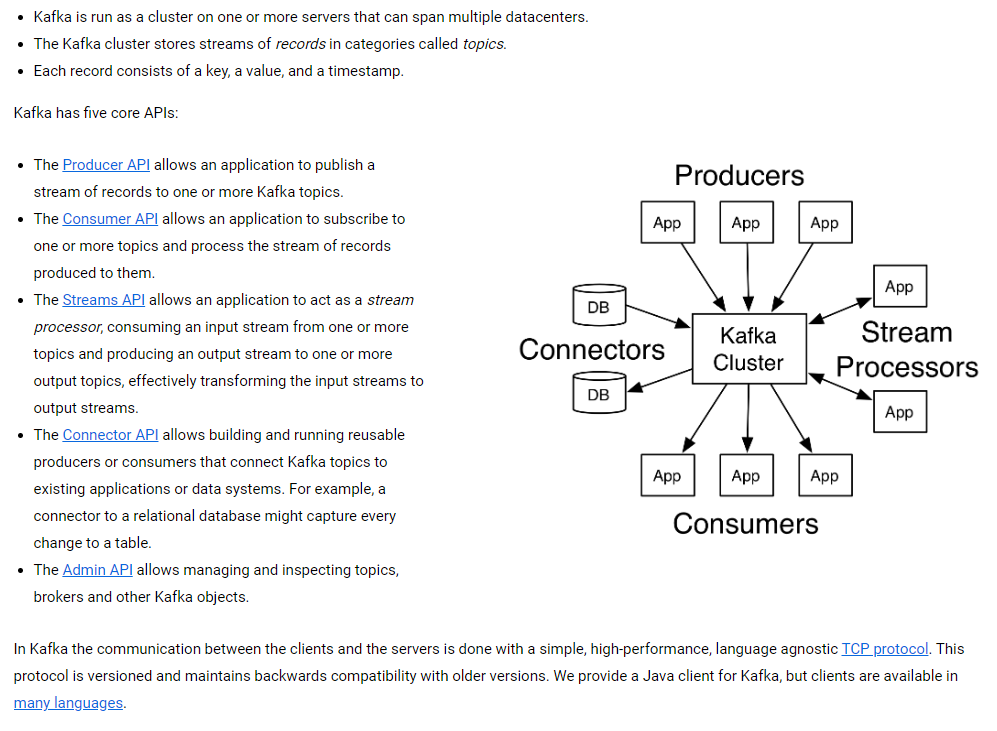 Kafka is run as a cluster on one or more servers that can span multiple datacenters.
The Kafka cluster stores streams of records in categories called topics.
Each record consists of a key, a value, and a timestamp.
Kafka has five core APIs:
The Producer API allows an application to publish a
stream of records to one or more Kafka topics.
The Consumer API allows an application to subscribe to
one or more topics and process the stream of records
produced to them.
The Streams API allows an application to act as a stream
processor, consuming an input stream from one or more
topics and producing an output stream to one or more
output topics, effectively transforming the input streams to
output streams.
The Connector API allows building and running reusable
producers or consumers that connect Kafka topics to
existing applications or data systems. For example, a
connector to a relational database might capture every
change to a table.
The Admin API allows managing and inspecting topics,
brokers and other Kafka objects.
Producers
App
App
App
DB
App
Kafka
Cluster
Connectors
Stream
Processors
DB
App
App
App
App
Consumers
In Kafka the communication between the clients and the servers is done with a simple, high-performance, language agnostic TCP protocol. This
protocol is versioned and maintains backwards compatibility with older versions. We provide a Java client for Kafka, but clients are available in
many languages.